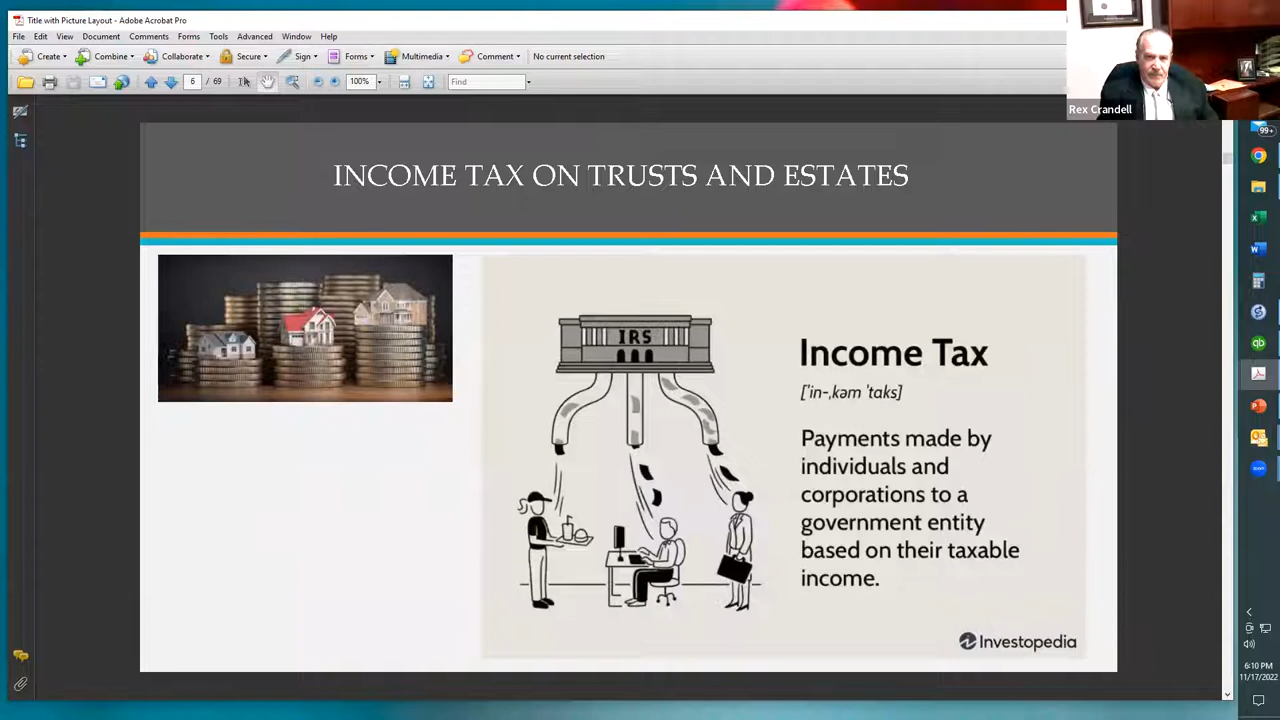 Title with Picture Layout - Adobe Acrobat Pro
File Edit View Document Comments Forms Tools Advanced Window Help
Create Combine Collaborate Secure Sign Forms Multimedia Comment No current selection
6 / 69 100% Find
Rex Crandell
99+
INCOME TAX ON TRUSTS AND ESTATES
IRS
Income Tax
['in-,kəm 'taks]
Payments made by
individuals and
corporations to a
government entity
based on their taxable
income.
Investopedia
6:10 PM
11/17/2022